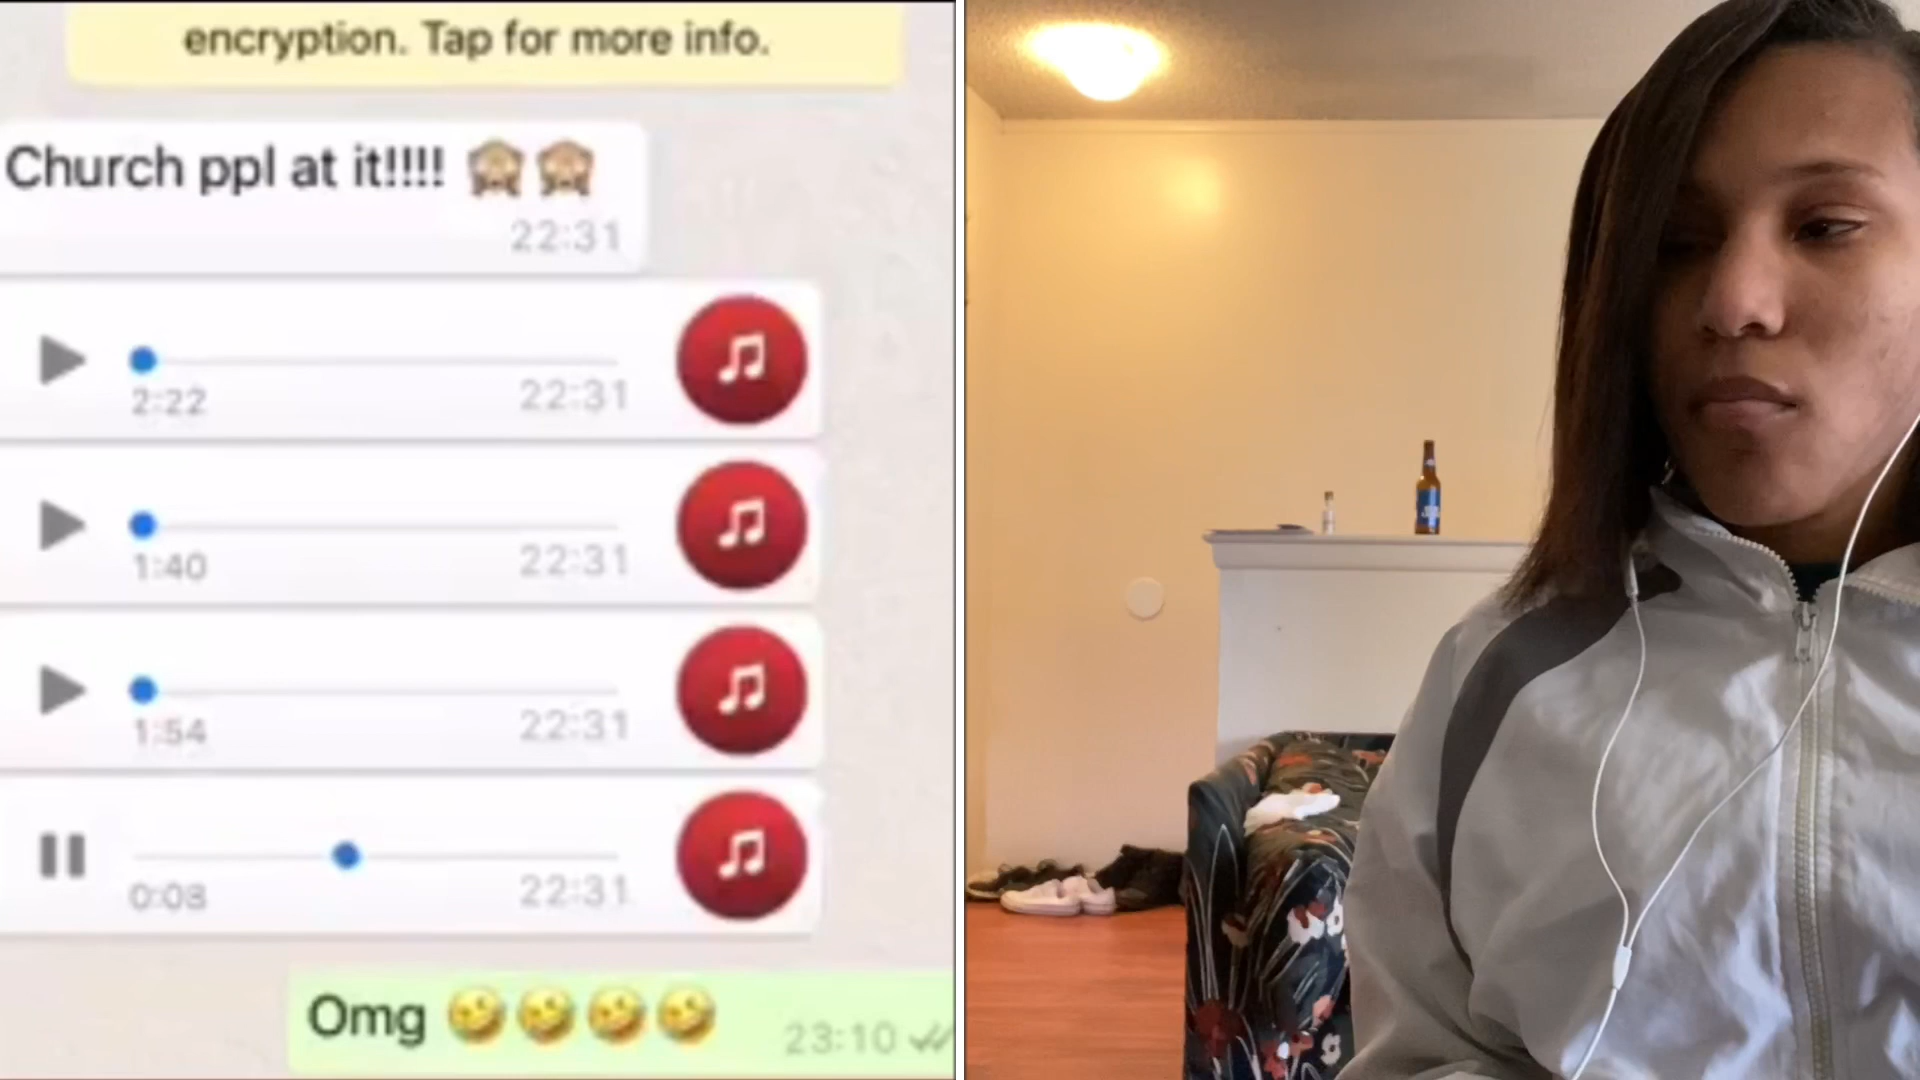 encryption. Tap for more info.
Church ppl at it!!!! 🙈🙈
22:31
2:22 22:31
1:40 22:31
1:54 22:31
0:08 22:31
Omg 🤣🤣🤣🤣 23:10